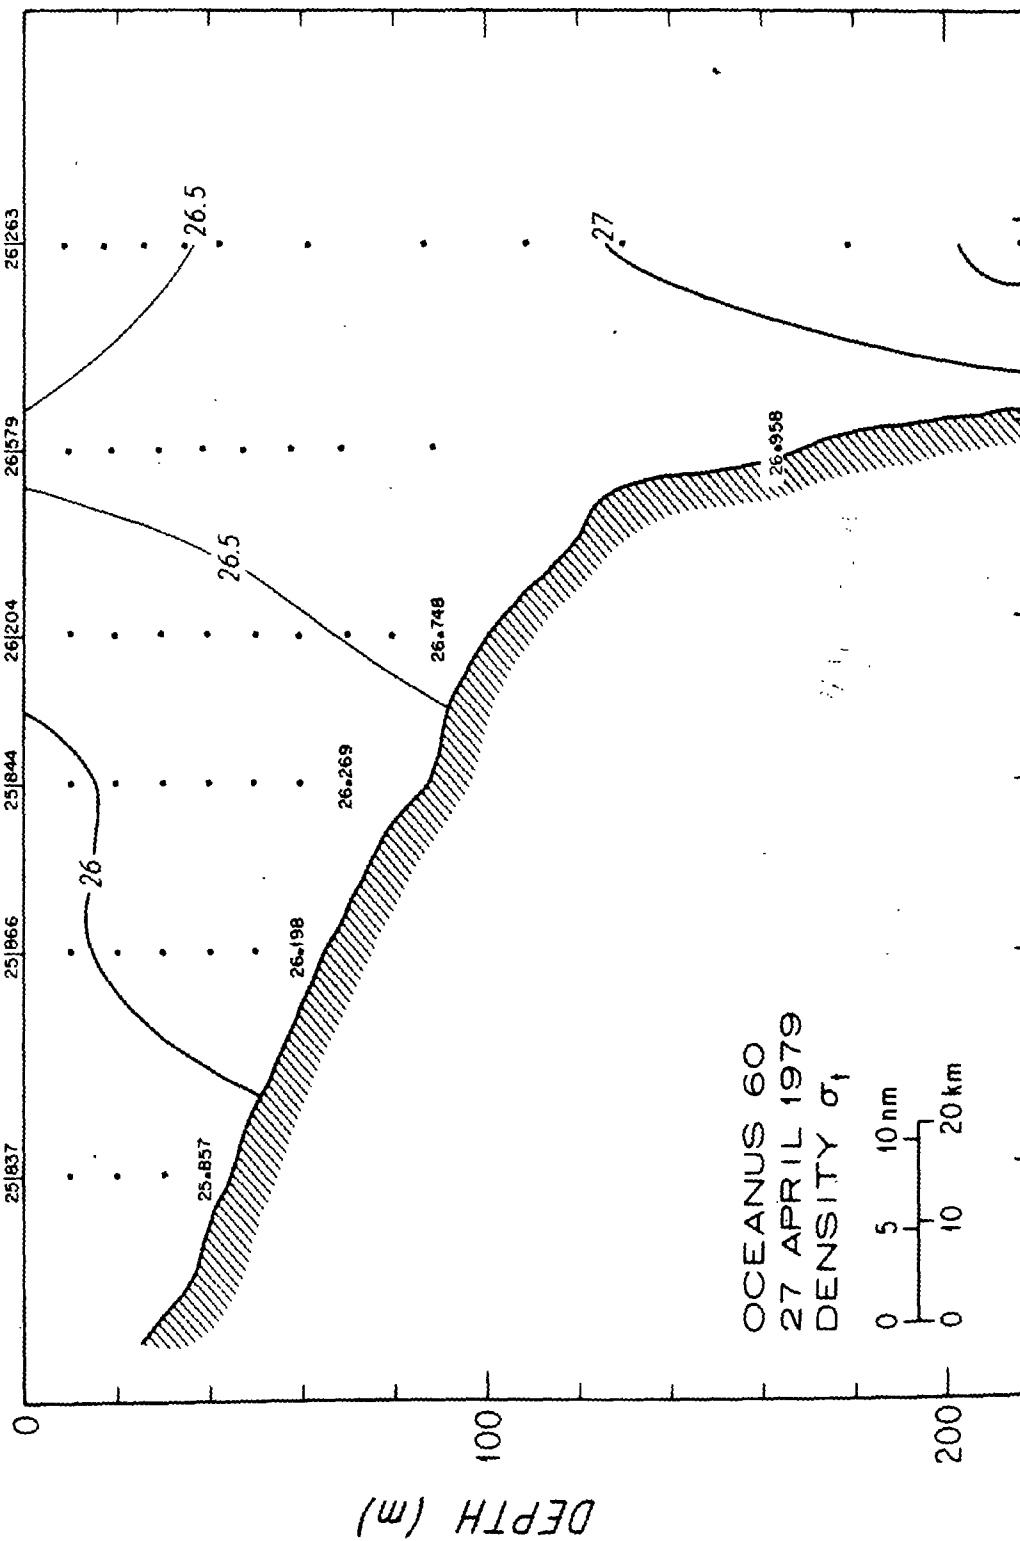 25.837 25.866 25.844 26.204 26.579 26.263
0
100
200
DEPTH (m)
26
26.5
26.5
27
25.857
26.198
26.269
26.748
26.958
OCEANUS 60
27 APRIL 1979
DENSITY σt
0 5 10 nm
0 10 20 km